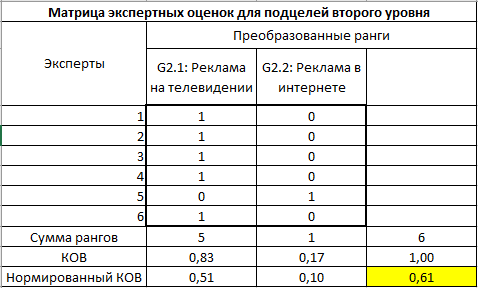 Матрица экспертных оценок для подцелей второго уровня
Эксперты Преобразованные ранги
G2.1: Реклама на телевидении G2.2: Реклама в интернете
1 1 0
2 1 0
3 1 0
4 1 0
5 0 1
6 1 0
Сумма рангов 5 1 6
КОВ 0,83 0,17 1,00
Нормированный КОВ 0,51 0,10 0,61